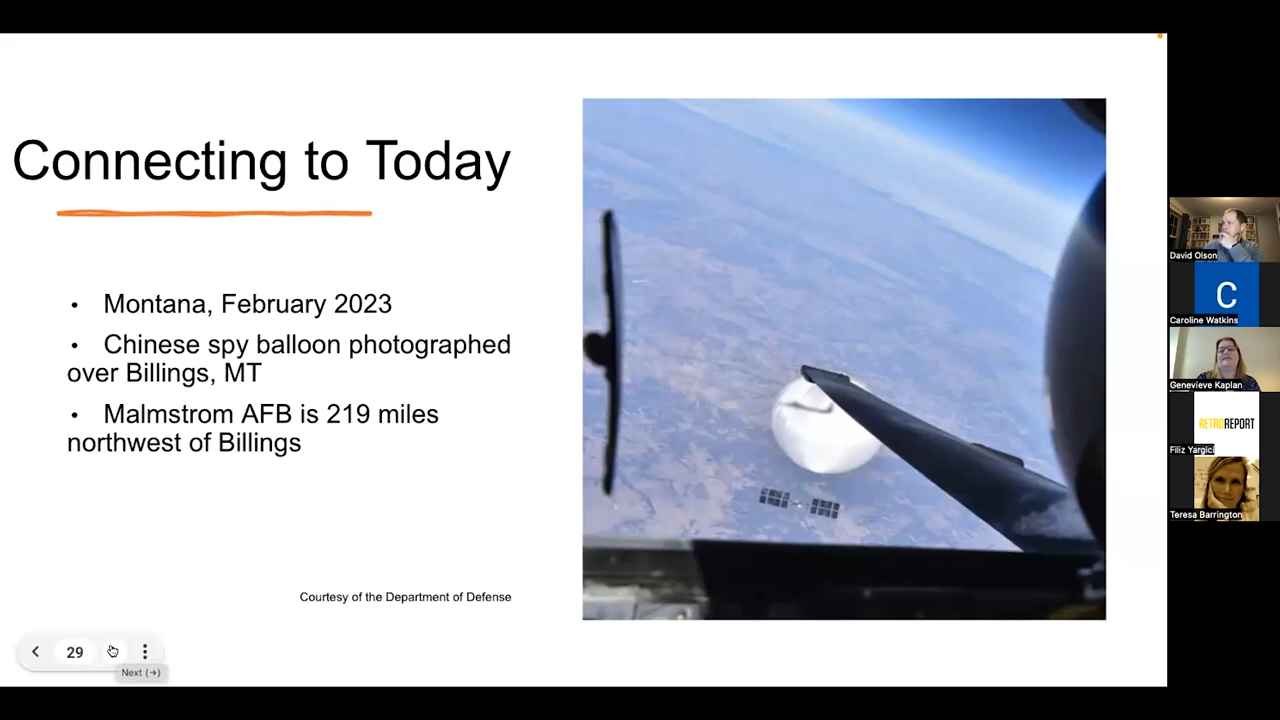 Connecting to Today
• Montana, February 2023
• Chinese spy balloon photographed
over Billings, MT
• Malmstrom AFB is 219 miles
northwest of Billings
Courtesy of the Department of Defense
29
Next (→)
David Olson
C
Caroline Watkins
Genevieve Kaplan
RETROREPORT
Filiz Yargici
Teresa Barrington